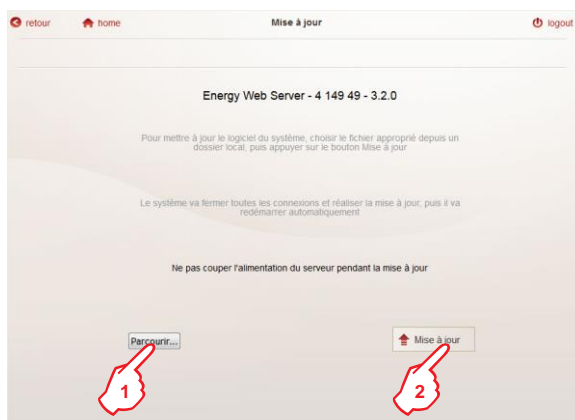 retour home Mise à jour logout
Energy Web Server - 4 149 49 - 3.2.0
Pour mettre à jour le logiciel du système, choisir le fichier approprié depuis un
dossier local, puis appuyer sur le bouton Mise à jour
Le système va fermer toutes les connexions et réaliser la mise à jour, puis il va
redémarrer automatiquement
Ne pas couper l'alimentation du serveur pendant la mise à jour
Parcourir... Mise à jour
1 2